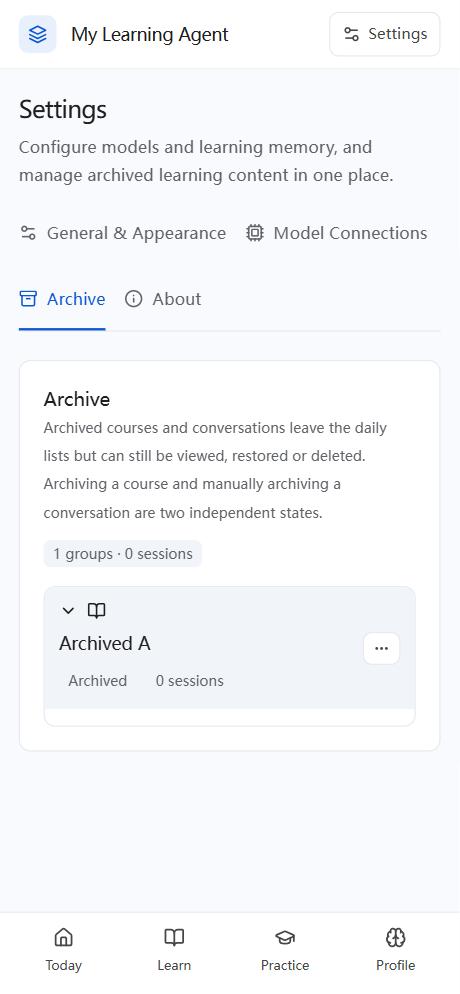 My Learning Agent
Settings
Settings
Configure models and learning memory, and
manage archived learning content in one place.
General & Appearance
Model Connections
Archive
About
Archive
Archived courses and conversations leave the daily
lists but can still be viewed, restored or deleted.
Archiving a course and manually archiving a
conversation are two independent states.
1 groups · 0 sessions
Archived A
Archived
0 sessions
Today
Learn
Practice
Profile